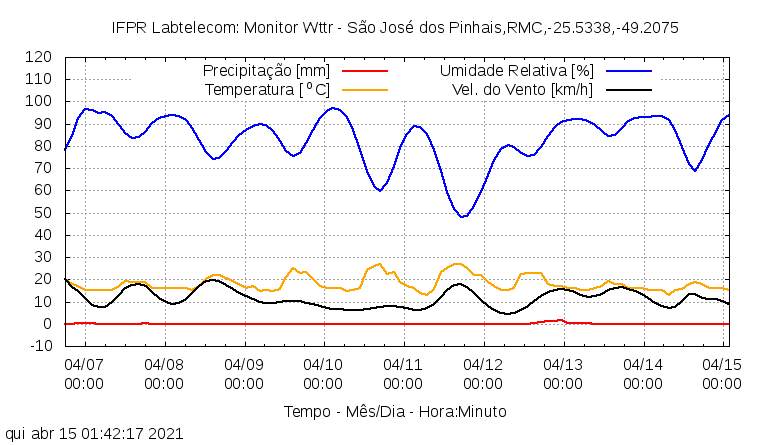 IFPR Labtelecom: Monitor Wttr - São José dos Pinhais,RMC,-25.5338,-49.2075
Precipitação [mm] Umidade Relativa [%]
Temperatura [ ⁰C] Vel. do Vento [km/h]
120
110
100
90
80
70
60
50
40
30
20
10
0
-10
04/07 04/08 04/09 04/10 04/11 04/12 04/13 04/14 04/15
00:00 00:00 00:00 00:00 00:00 00:00 00:00 00:00 00:00
Tempo - Mês/Dia - Hora:Minuto
qui abr 15 01:42:17 2021